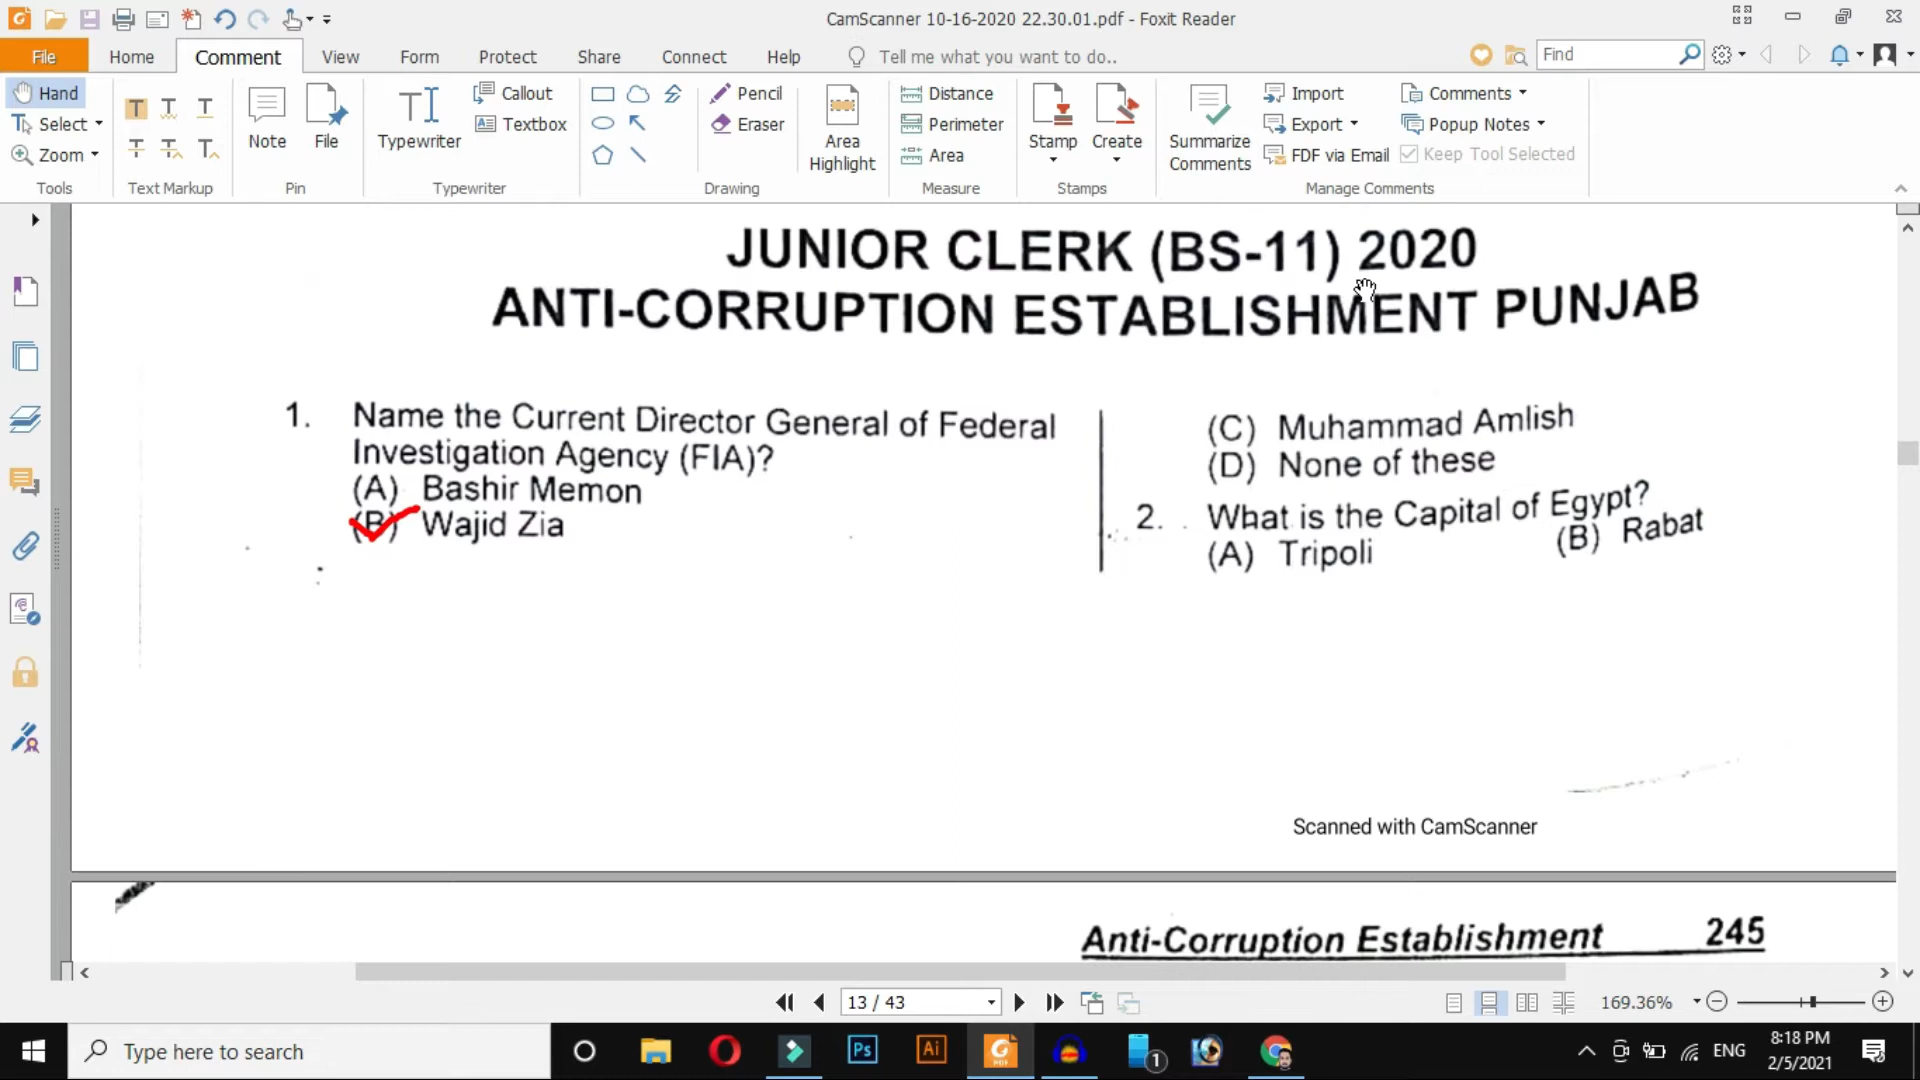 CamScanner 10-16-2020 22.30.01.pdf - Foxit Reader
File Home Comment View Form Protect Share Connect Help Tell me what you want to do.. Find
Hand
Select
Zoom
Tools
Text Markup
Note
File
Pin
Typewriter
Callout
Textbox
Typewriter
Pencil
Eraser
Drawing
Area
Highlight
Distance
Perimeter
Area
Measure
Stamp
Create
Stamps
Summarize
Comments
Import
Export
FDF via Email
Comments
Popup Notes
Keep Tool Selected
Manage Comments
JUNIOR CLERK (BS-11) 2020
ANTI-CORRUPTION ESTABLISHMENT PUNJAB
1. Name the Current Director General of Federal
Investigation Agency (FIA)?
(A) Bashir Memon
(B) Wajid Zia
(C) Muhammad Amlish
(D) None of these
2. What is the Capital of Egypt?
(A) Tripoli (B) Rabat
Scanned with CamScanner
Anti-Corruption Establishment 245
13 / 43
169.36%
Type here to search
Ps
Ai
G
PDF
1
ENG
8:18 PM
2/5/2021